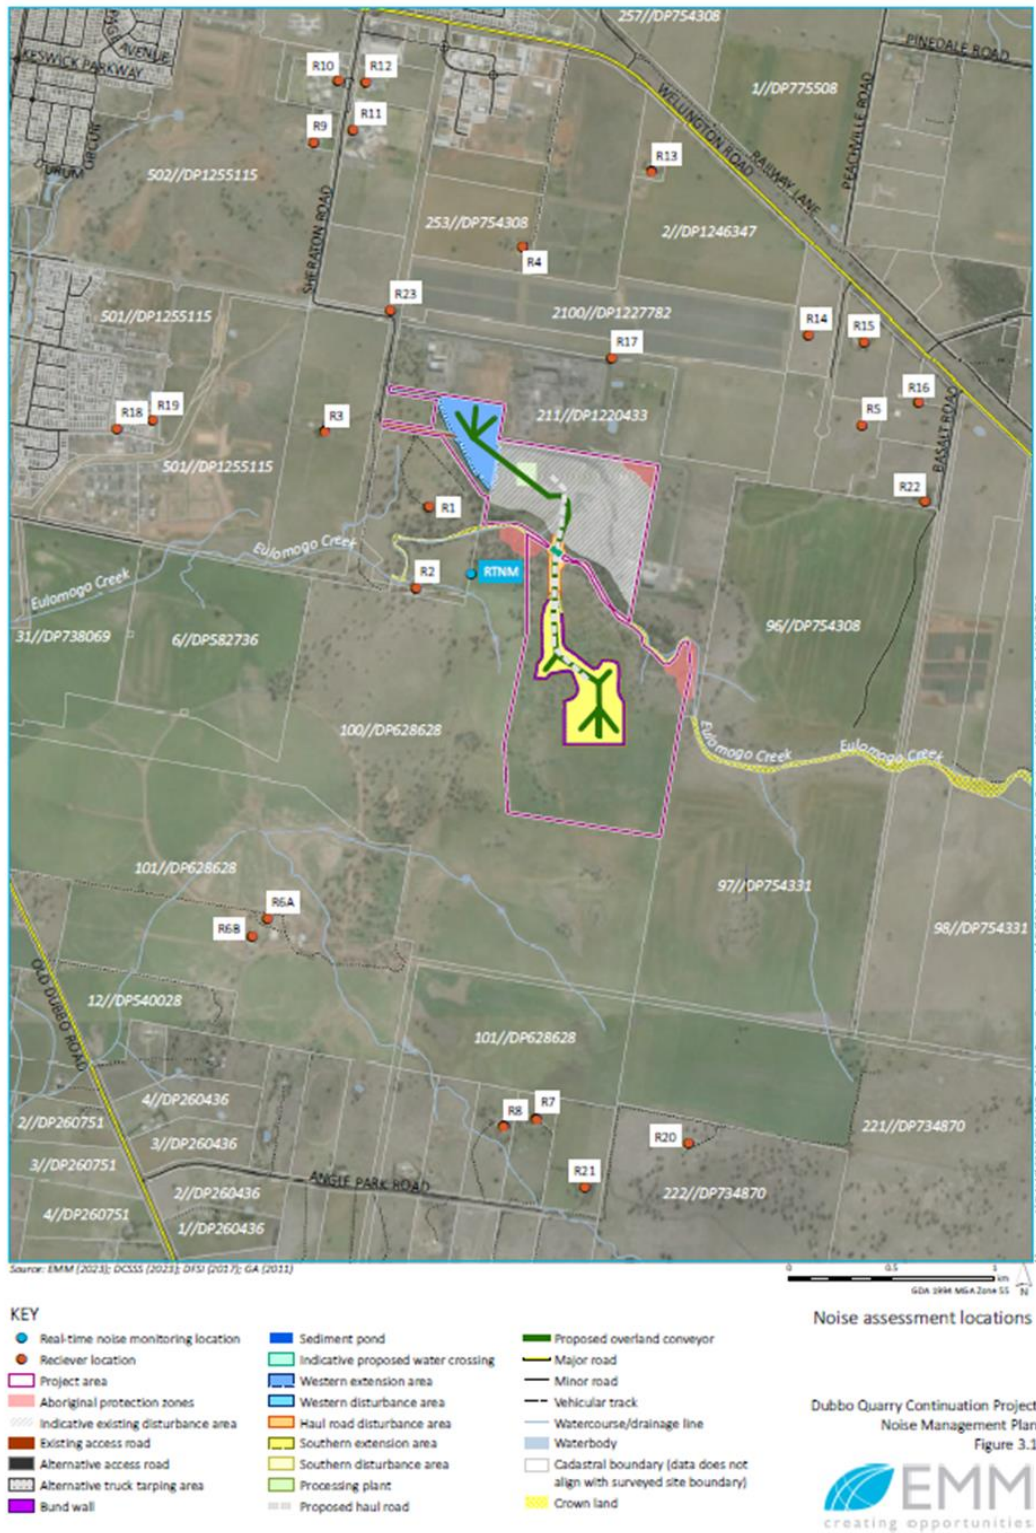 257//DP754308
PINEDALE ROAD
AVENUE
KESWICK PARKWAY
R10
R12
1//DP775508
WELLINGTON ROAD
RAILWAY LANE
R11
R9
R13
502//DP1255115
SHERATON ROAD
253//DP754308
2//DP1246347
R4
R23
501//DP1255115
2100//DP1227782
R14
R15
R17
R16
R18
R19
R3
211//DP1220433
R5
BASALT ROAD
501//DP1255115
R22
R1
Eulomogo Creek
R2
RTNM
Eulomogo Creek
31//DP738069
6//DP582736
96//DP754308
100//DP628628
Eulomogo Creek
Eulomogo Creek
101//DP628628
97//DP754331
R6A
R6B
98//DP754331
OLD DUBBO ROAD
12//DP540028
101//DP628628
4//DP260436
2//DP260751
R8
R7
221//DP734870
3//DP260436
R20
3//DP260751
R21
ANGLE PARK ROAD
2//DP260436
222//DP734870
4//DP260751
1//DP260436
Source: EMM (2023); DCSSS (2023); DFSI (2017); GA (2011)
0 0.5 1
km
GDA 1994 MGA Zone 55
N
KEY
Real-time noise monitoring location
Reciever location
Project area
Aboriginal protection zones
Indicative existing disturbance area
Existing access road
Alternative access road
Alternative truck tarping area
Bund wall
Sediment pond
Indicative proposed water crossing
Western extension area
Western disturbance area
Haul road disturbance area
Southern extension area
Southern disturbance area
Processing plant
Proposed haul road
Proposed overland conveyor
Major road
Minor road
Vehicular track
Watercourse/drainage line
Waterbody
Cadastral boundary (data does not
align with surveyed site boundary)
Crown land
Noise assessment locations
Dubbo Quarry Continuation Project
Noise Management Plan
Figure 3.1
EMM
creating opportunities